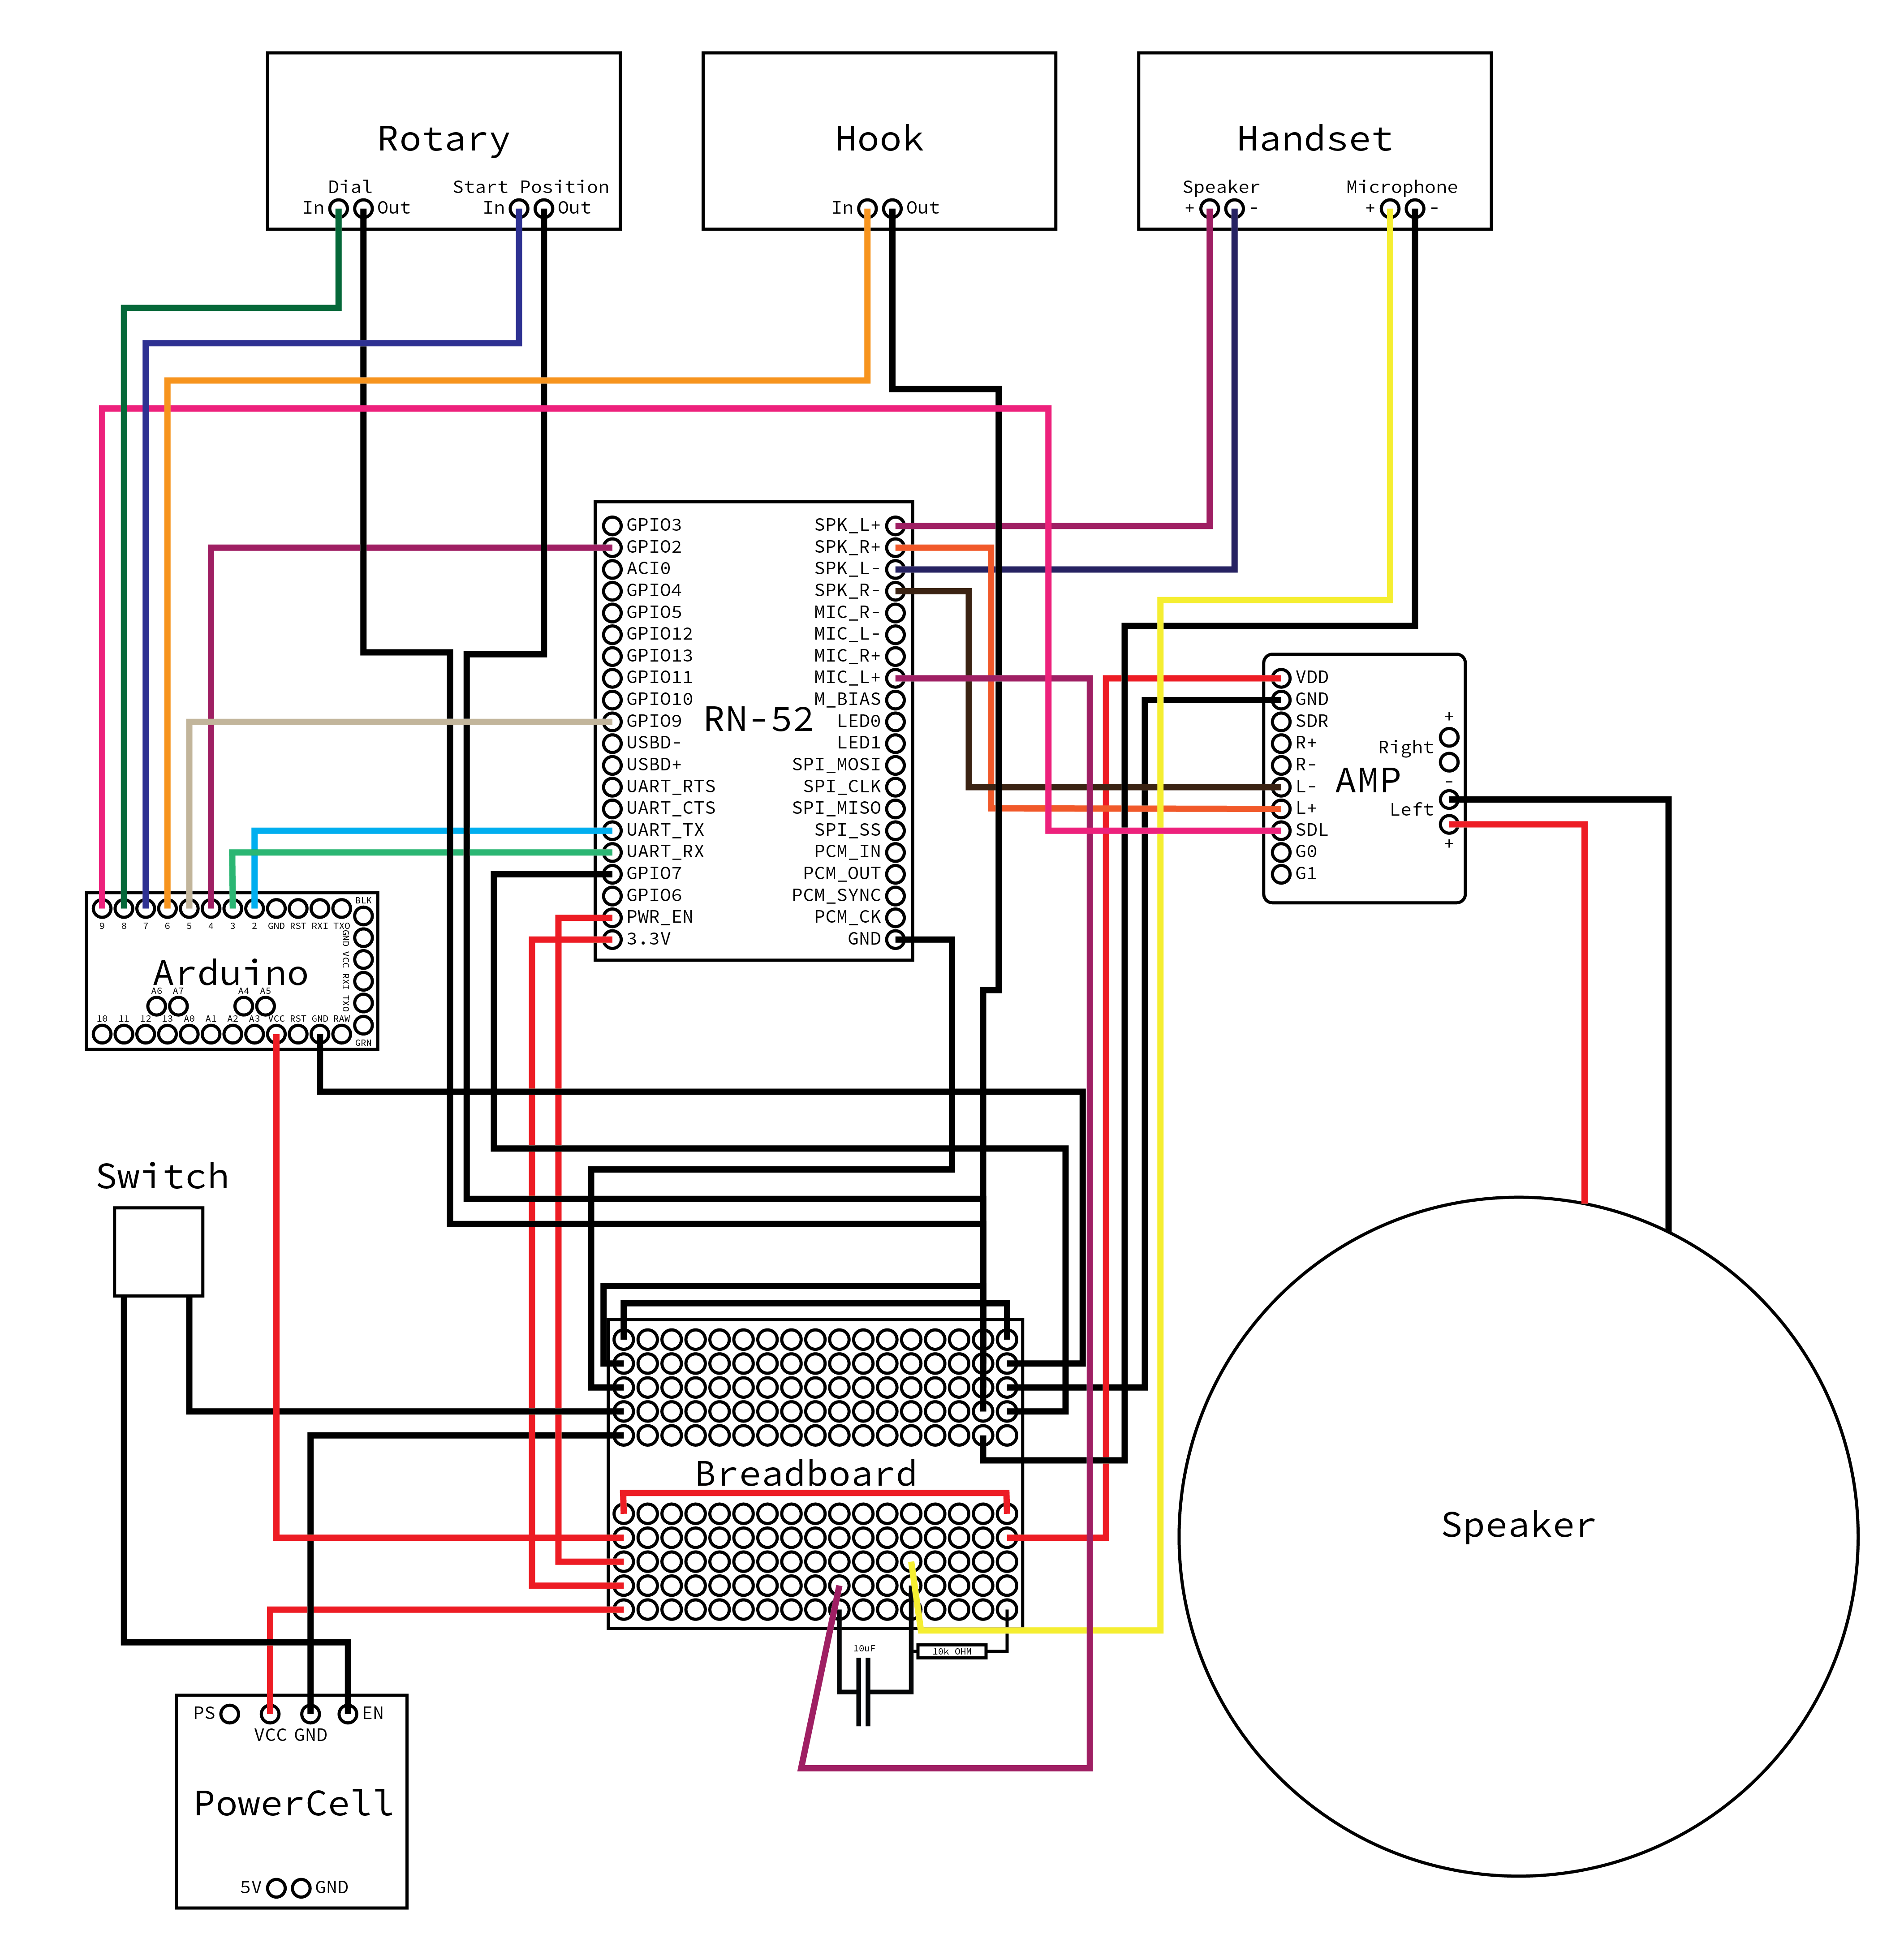 Rotary
Dial
In Out
Start Position
In Out
Hook
In Out
Handset
Speaker
+ -
Microphone
+ -
RN-52
GPIO3 SPK_L+
GPIO2 SPK_R+
ACI0 SPK_L-
GPIO4 SPK_R-
GPIO5 MIC_R-
GPIO12 MIC_L-
GPIO13 MIC_R+
GPIO11 MIC_L+
GPIO10 M_BIAS
GPIO9 LED0
USBD- LED1
USBD+ SPI_MOSI
UART_RTS SPI_CLK
UART_CTS SPI_MISO
UART_TX SPI_SS
UART_RX PCM_IN
GPIO7 PCM_OUT
GPIO6 PCM_SYNC
PWR_EN PCM_CK
3.3V GND
AMP
VDD
GND
SDR
R+
R-
L-
L+
SDL
G0
G1
+
Right
-
Left
+
BLK
9 8 7 6 5 4 3 2 GND RST RXI TXO
GND VCC RXI TXO
Arduino
A6 A7 A4 A5
10 11 12 13 A0 A1 A2 A3 VCC RST GND RAW
GRN
Switch
Breadboard
10uF
10k OHM
Speaker
PS VCC GND EN
PowerCell
5V GND